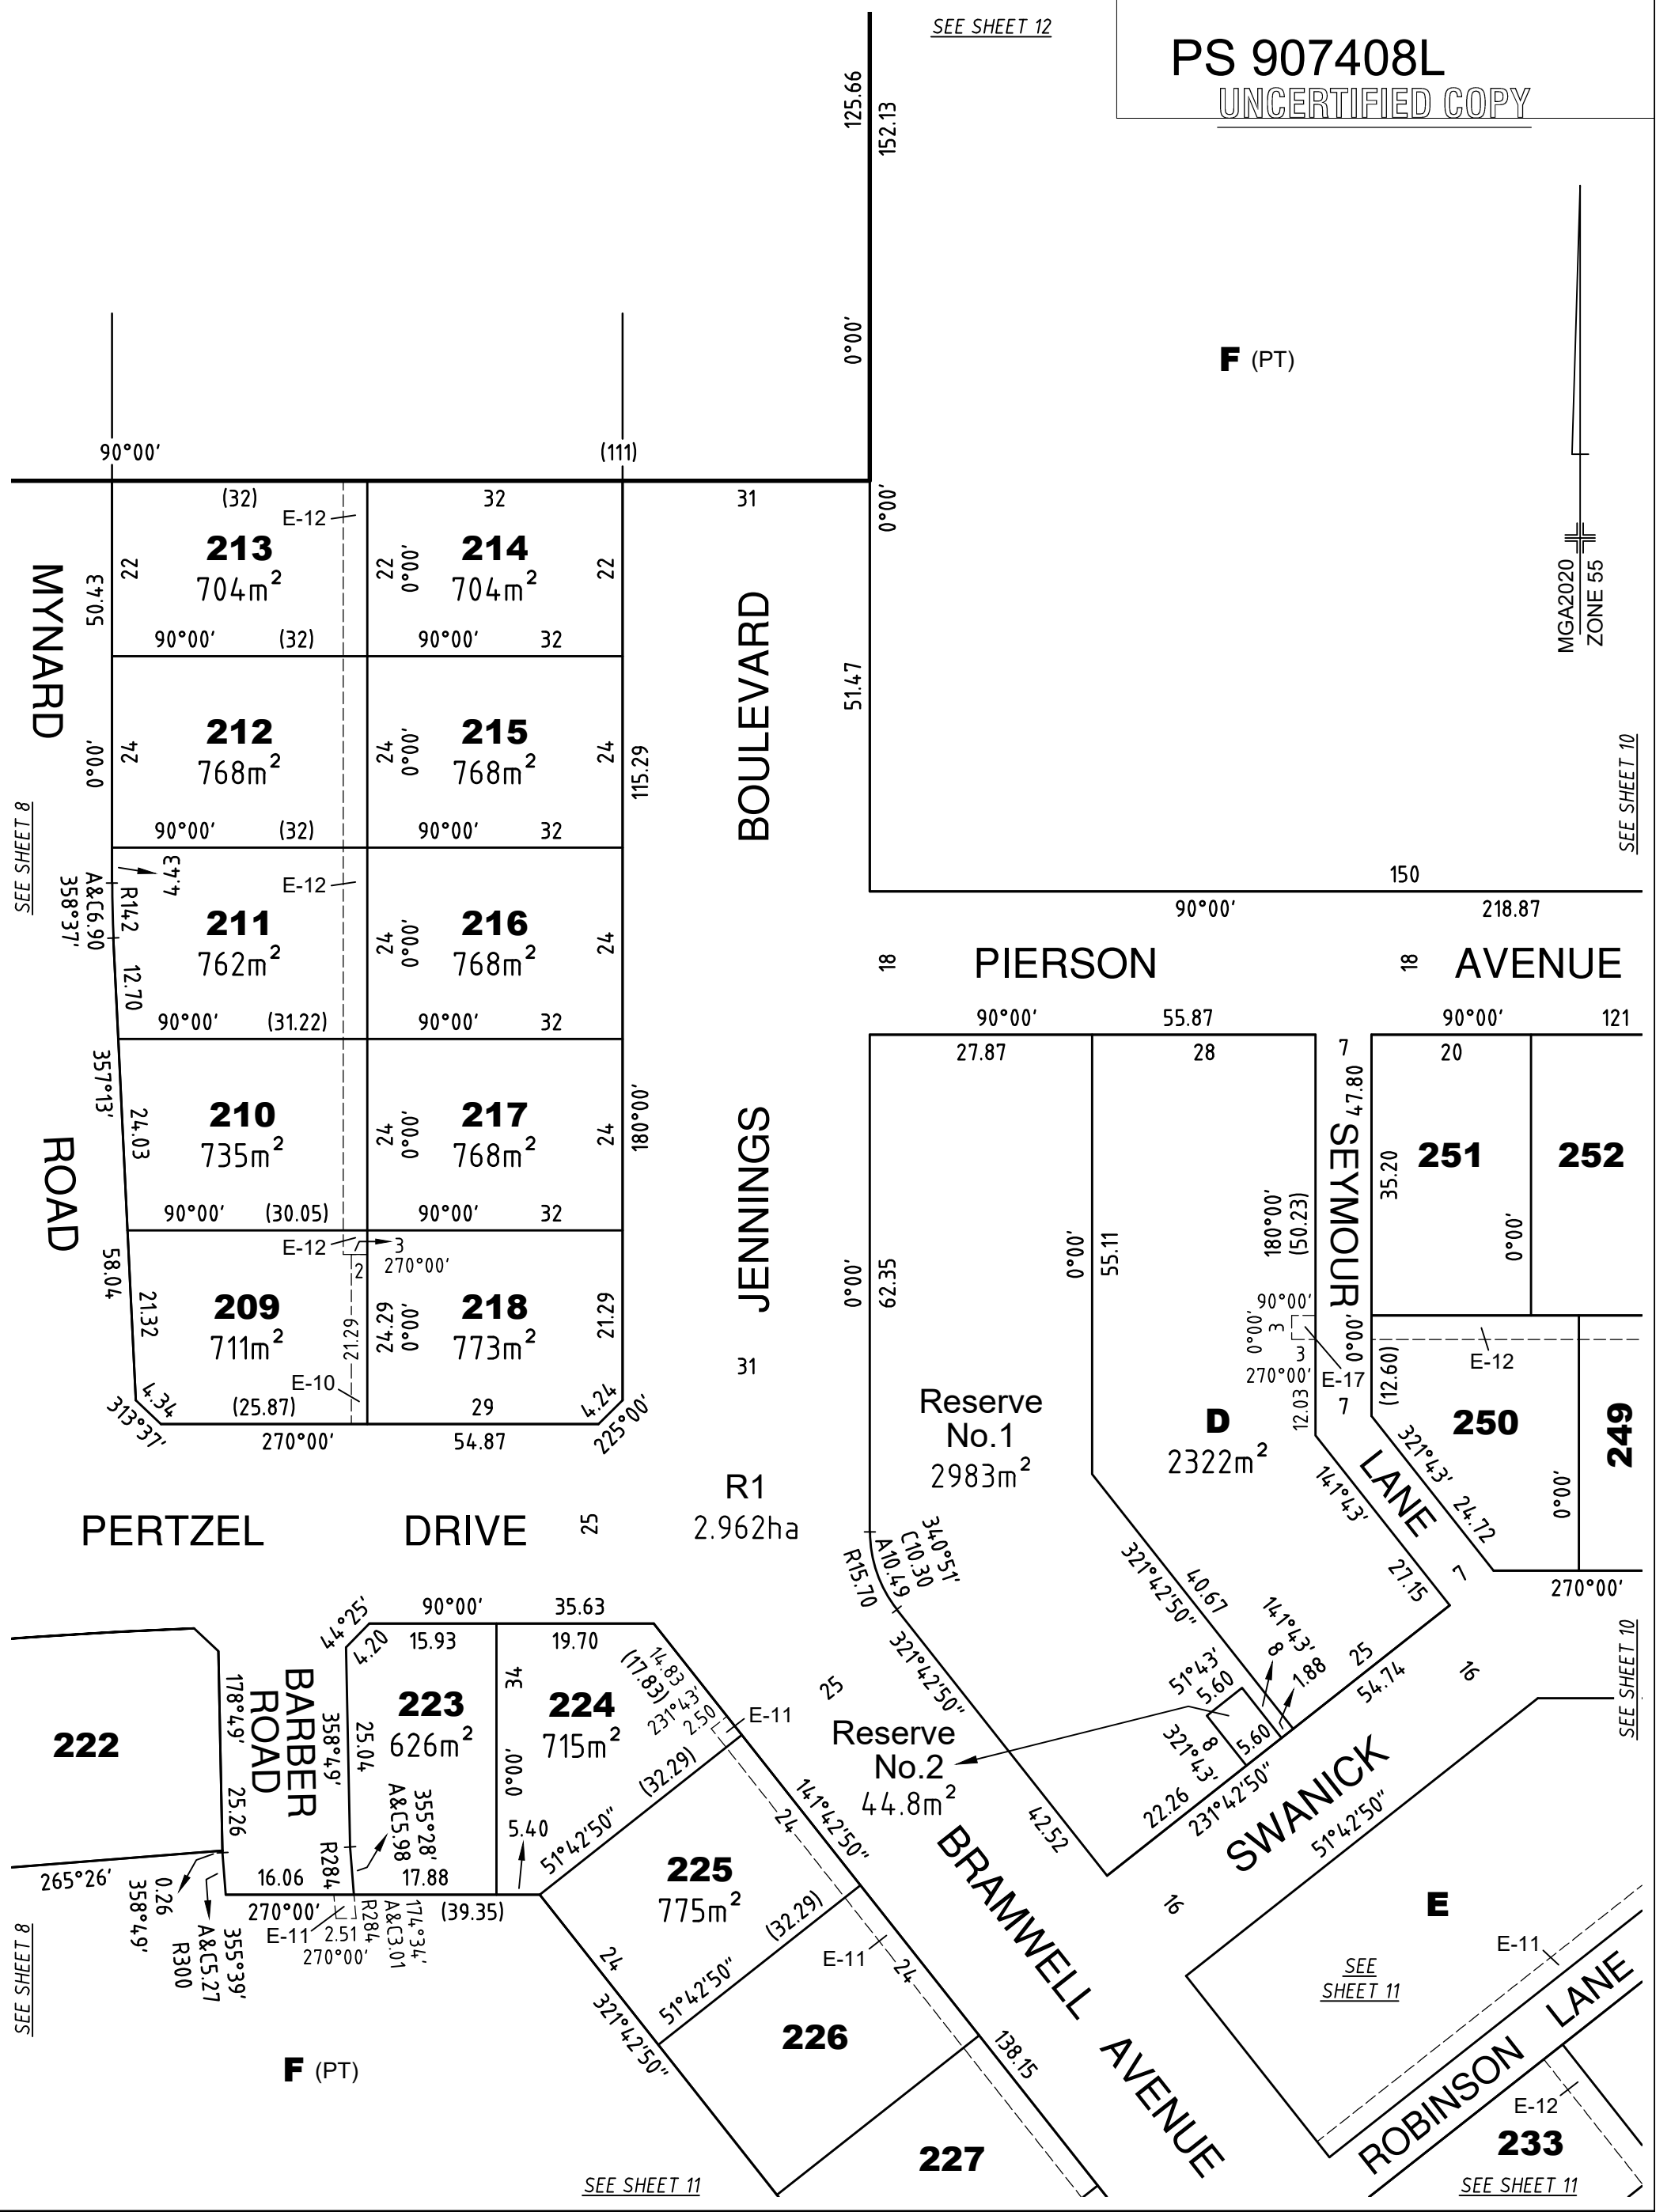 SEE SHEET 12
PS 907408L
UNCERTIFIED COPY
125.66
152.13
0°00'
F (PT)
MGA2020
ZONE 55
90°00'
(111)
(32)
32
31
0°00'
E-12
213
704m²
22
50.43
22
0°00'
214
704m²
22
90°00'
(32)
90°00'
32
MYNARD
BOULEVARD
51.47
212
768m²
24
0°00'
24
0°00'
215
768m²
24
115.29
SEE SHEET 10
SEE SHEET 8
90°00'
(32)
90°00'
32
4.43
E-12
R142
A&C6.90
358°37'
12.70
211
762m²
24
0°00'
216
768m²
24
150
90°00'
218.87
18
PIERSON
18
AVENUE
90°00'
(31.22)
90°00'
32
90°00'
55.87
90°00'
121
27.87
28
7
20
47.80
357°13'
24.03
210
735m²
24
0°00'
217
768m²
24
180°00'
JENNINGS
SEYMOUR
35.20
251
252
ROAD
90°00'
(30.05)
90°00'
32
0°00'
62.35
0°00'
55.11
180°00'
(50.23)
0°00'
E-12
3
270°00'
2
58.04
21.32
209
711m²
21.29
24.29
0°00'
218
773m²
21.29
31
90°00'
0°00'
3
3
270°00'
E-17
12.03
0°00'
7
(12.60)
E-12
E-10
4.34
313°37'
(25.87)
29
4.24
225°00'
270°00'
54.87
Reserve
No.1
2983m²
D
2322m²
250
249
0°00'
321°43'
24.72
LANE
141°43'
27.15
7
270°00'
R1
2.962ha
PERTZEL
DRIVE
25
340°51'
C10.30
A10.49
R15.70
321°42'50"
40.67
141°43'
8
1.88
25
54.74
16
SEE SHEET 10
44°25'
4.20
90°00'
35.63
15.93
19.70
321°42'50"
42.52
51°43'
5.60
8
321°43'
5.60
22.26
231°42'50"
222
178°49'
25.26
BARBER
ROAD
358°49'
25.04
223
626m²
34
0°00'
224
715m²
14.83
(17.83)
231°43'
2.50
E-11
25
Reserve
No.2
44.8m²
SWANICK
51°42'50"
355°28'
A&C5.98
R284
5.40
51°42'50"
(32.29)
24
141°42'50"
265°26'
0.26
358°49'
16.06
17.88
270°00'
(39.35)
E-11
2.51
270°00'
R284
A&C3.01
174°34'
355°39'
A&C5.27
R300
225
775m²
BRAMWELL
AVENUE
16
E
SEE
SHEET 11
E-11
SEE SHEET 8
24
321°42'50"
51°42'50"
(32.29)
E-11
24
138.15
226
F (PT)
ROBINSON
LANE
E-12
233
227
SEE SHEET 11
SEE SHEET 11